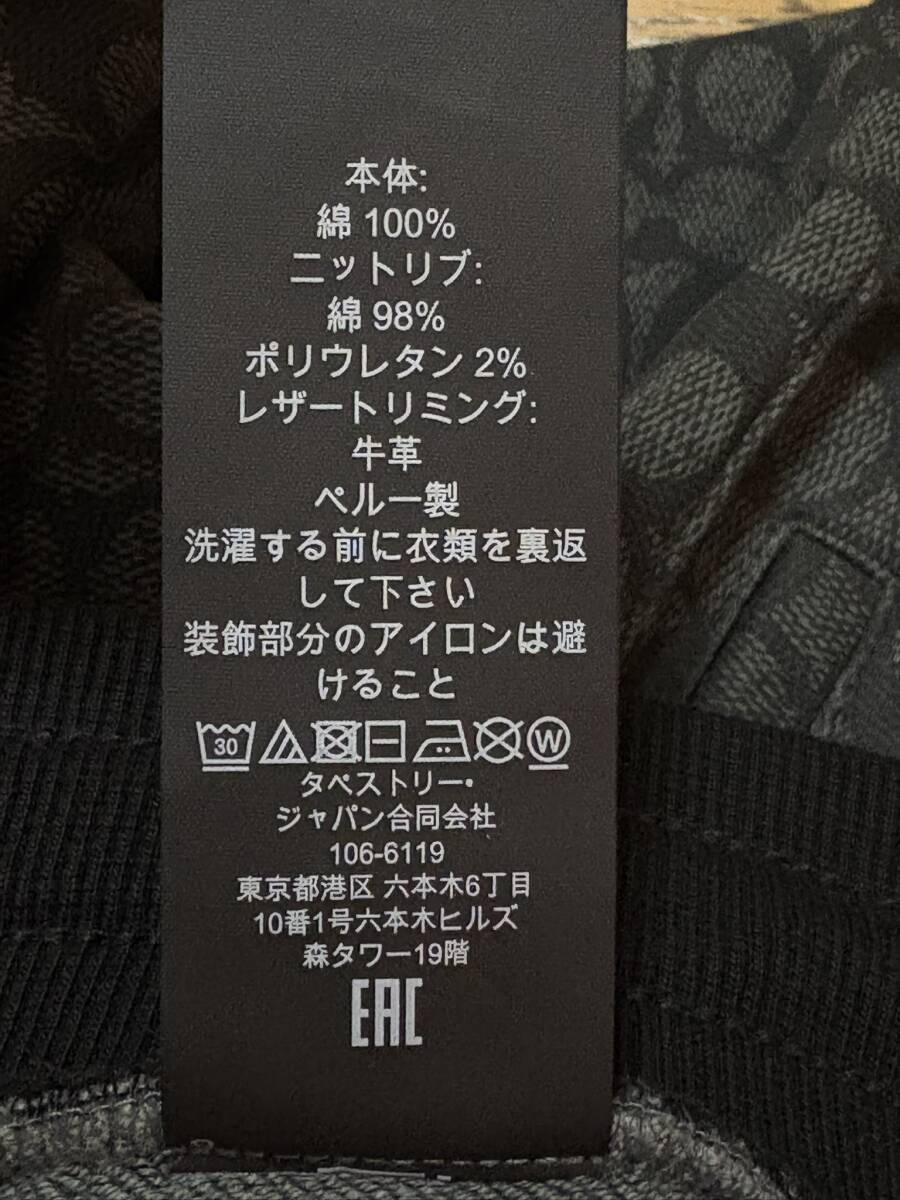 本体:
綿 100%
ニットリブ:
綿 98%
ポリウレタン 2%
レザートリミング:
牛革
ペルー製
洗濯する前に衣類を裏返
して下さい
装飾部分のアイロンは避
けること
30 W
タペストリー・
ジャパン合同会社
106-6119
東京都港区 六本木6丁目
10番1号六本木ヒルズ
森タワー19階
EAC